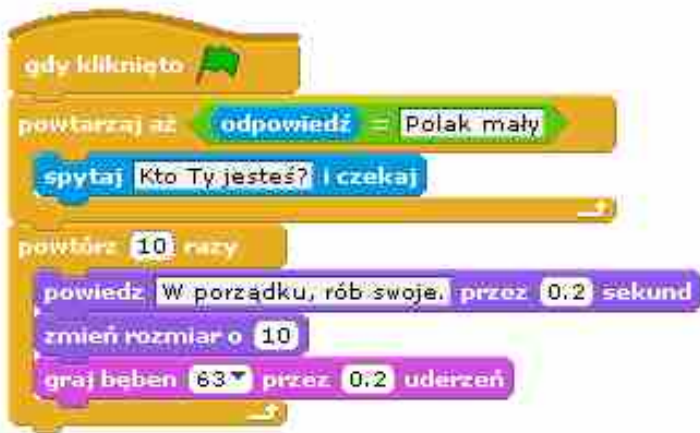 gdy kliknięto
powtarzaj aż odpowiedź = Polak mały
spytaj Kto Ty jesteś? i czekaj
powtórz 10 razy
powiedz W porządku, rób swoje. przez 0.2 sekund
zmień rozmiar o 10
graj bęben 63 przez 0.2 uderzeń